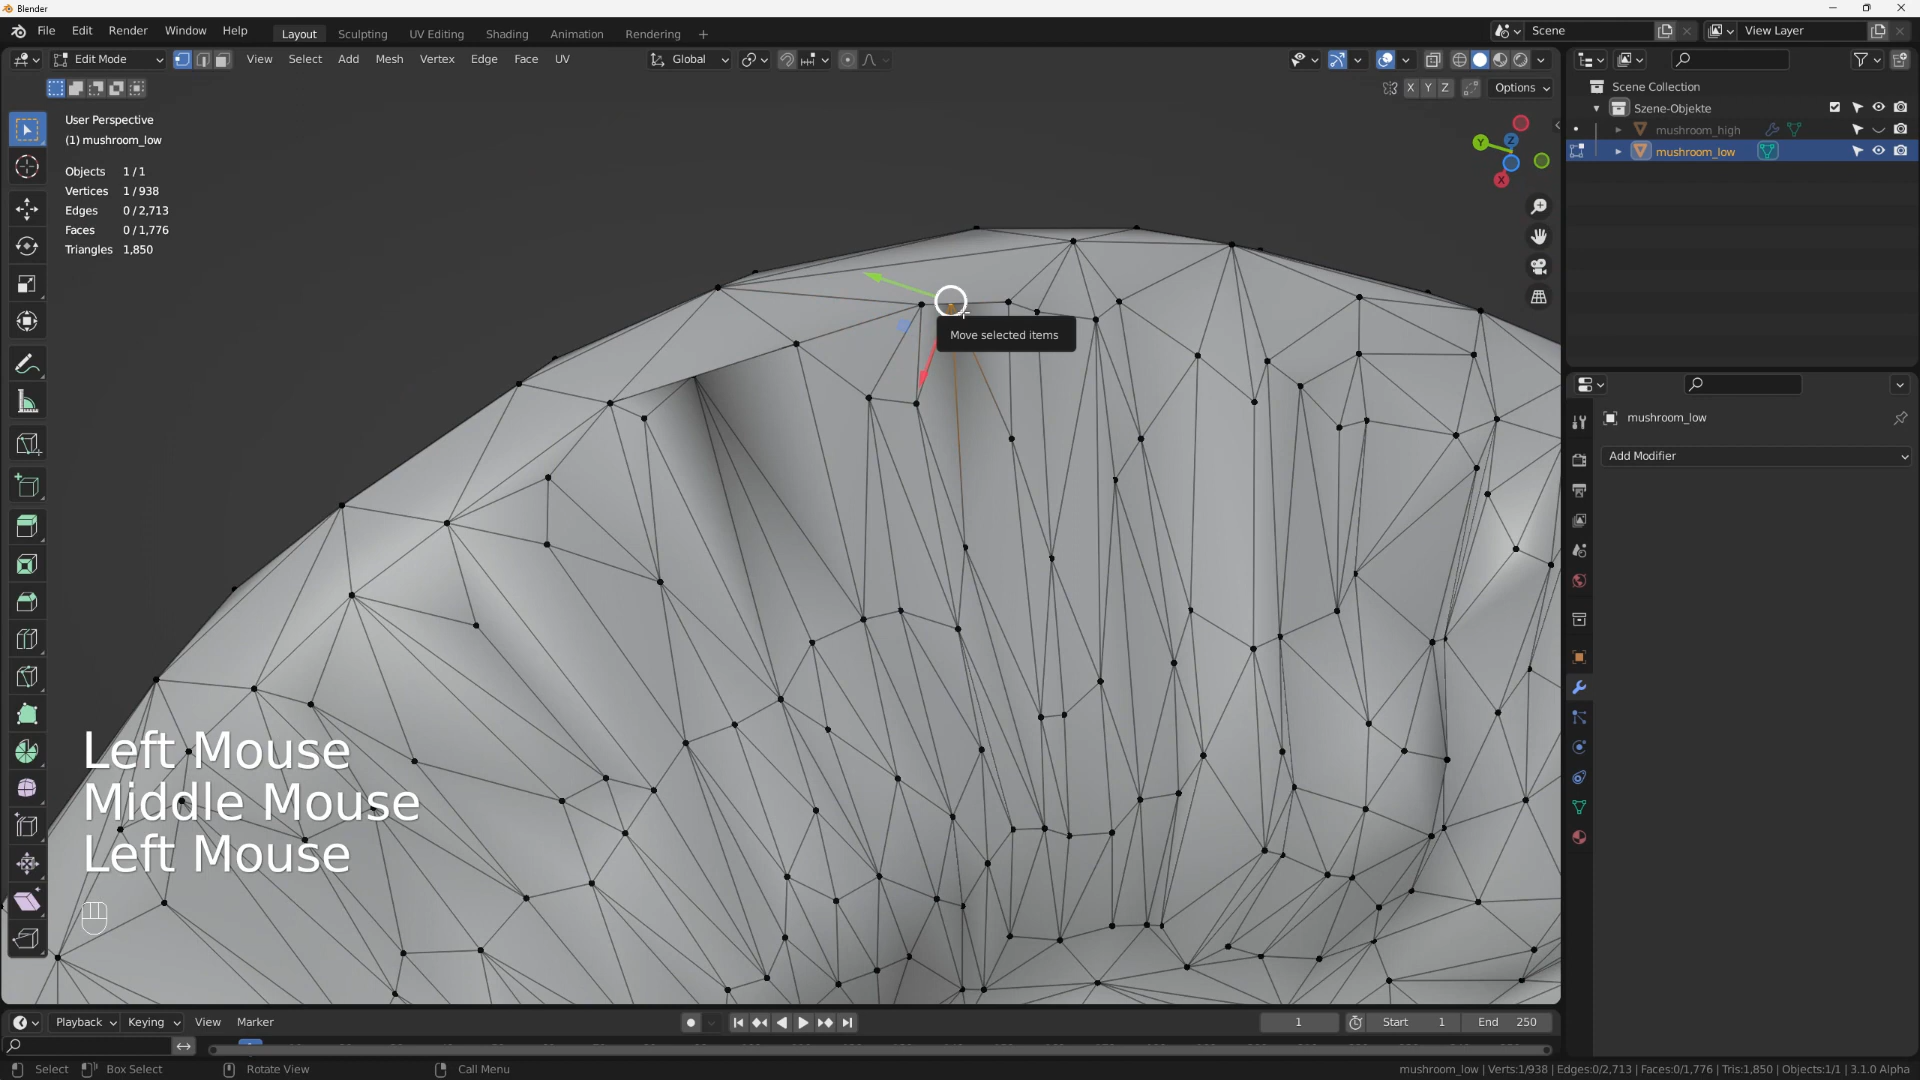 Blender
File Edit Render Window Help Layout Sculpting UV Editing Shading Animation Rendering + Scene View Layer
Edit Mode View Select Add Mesh Vertex Edge Face UV Global
X Y Z Options
User Perspective
(1) mushroom_low
Objects 1/1
Vertices 1/938
Edges 0/2,713
Faces 0/1,776
Triangles 1,850
Y Z X
Move selected items
Left Mouse
Middle Mouse
Left Mouse
Scene Collection
Szene-Objekte
mushroom_high
mushroom_low
mushroom_low
Add Modifier
Playback Keying View Marker 1 Start 1 End 250
Select Box Select Rotate View Call Menu mushroom_low | Verts:1/938 | Edges:0/2,713 | Faces:0/1,776 | Tris:1,850 | Objects:1/1 | 3.1.0 Alpha